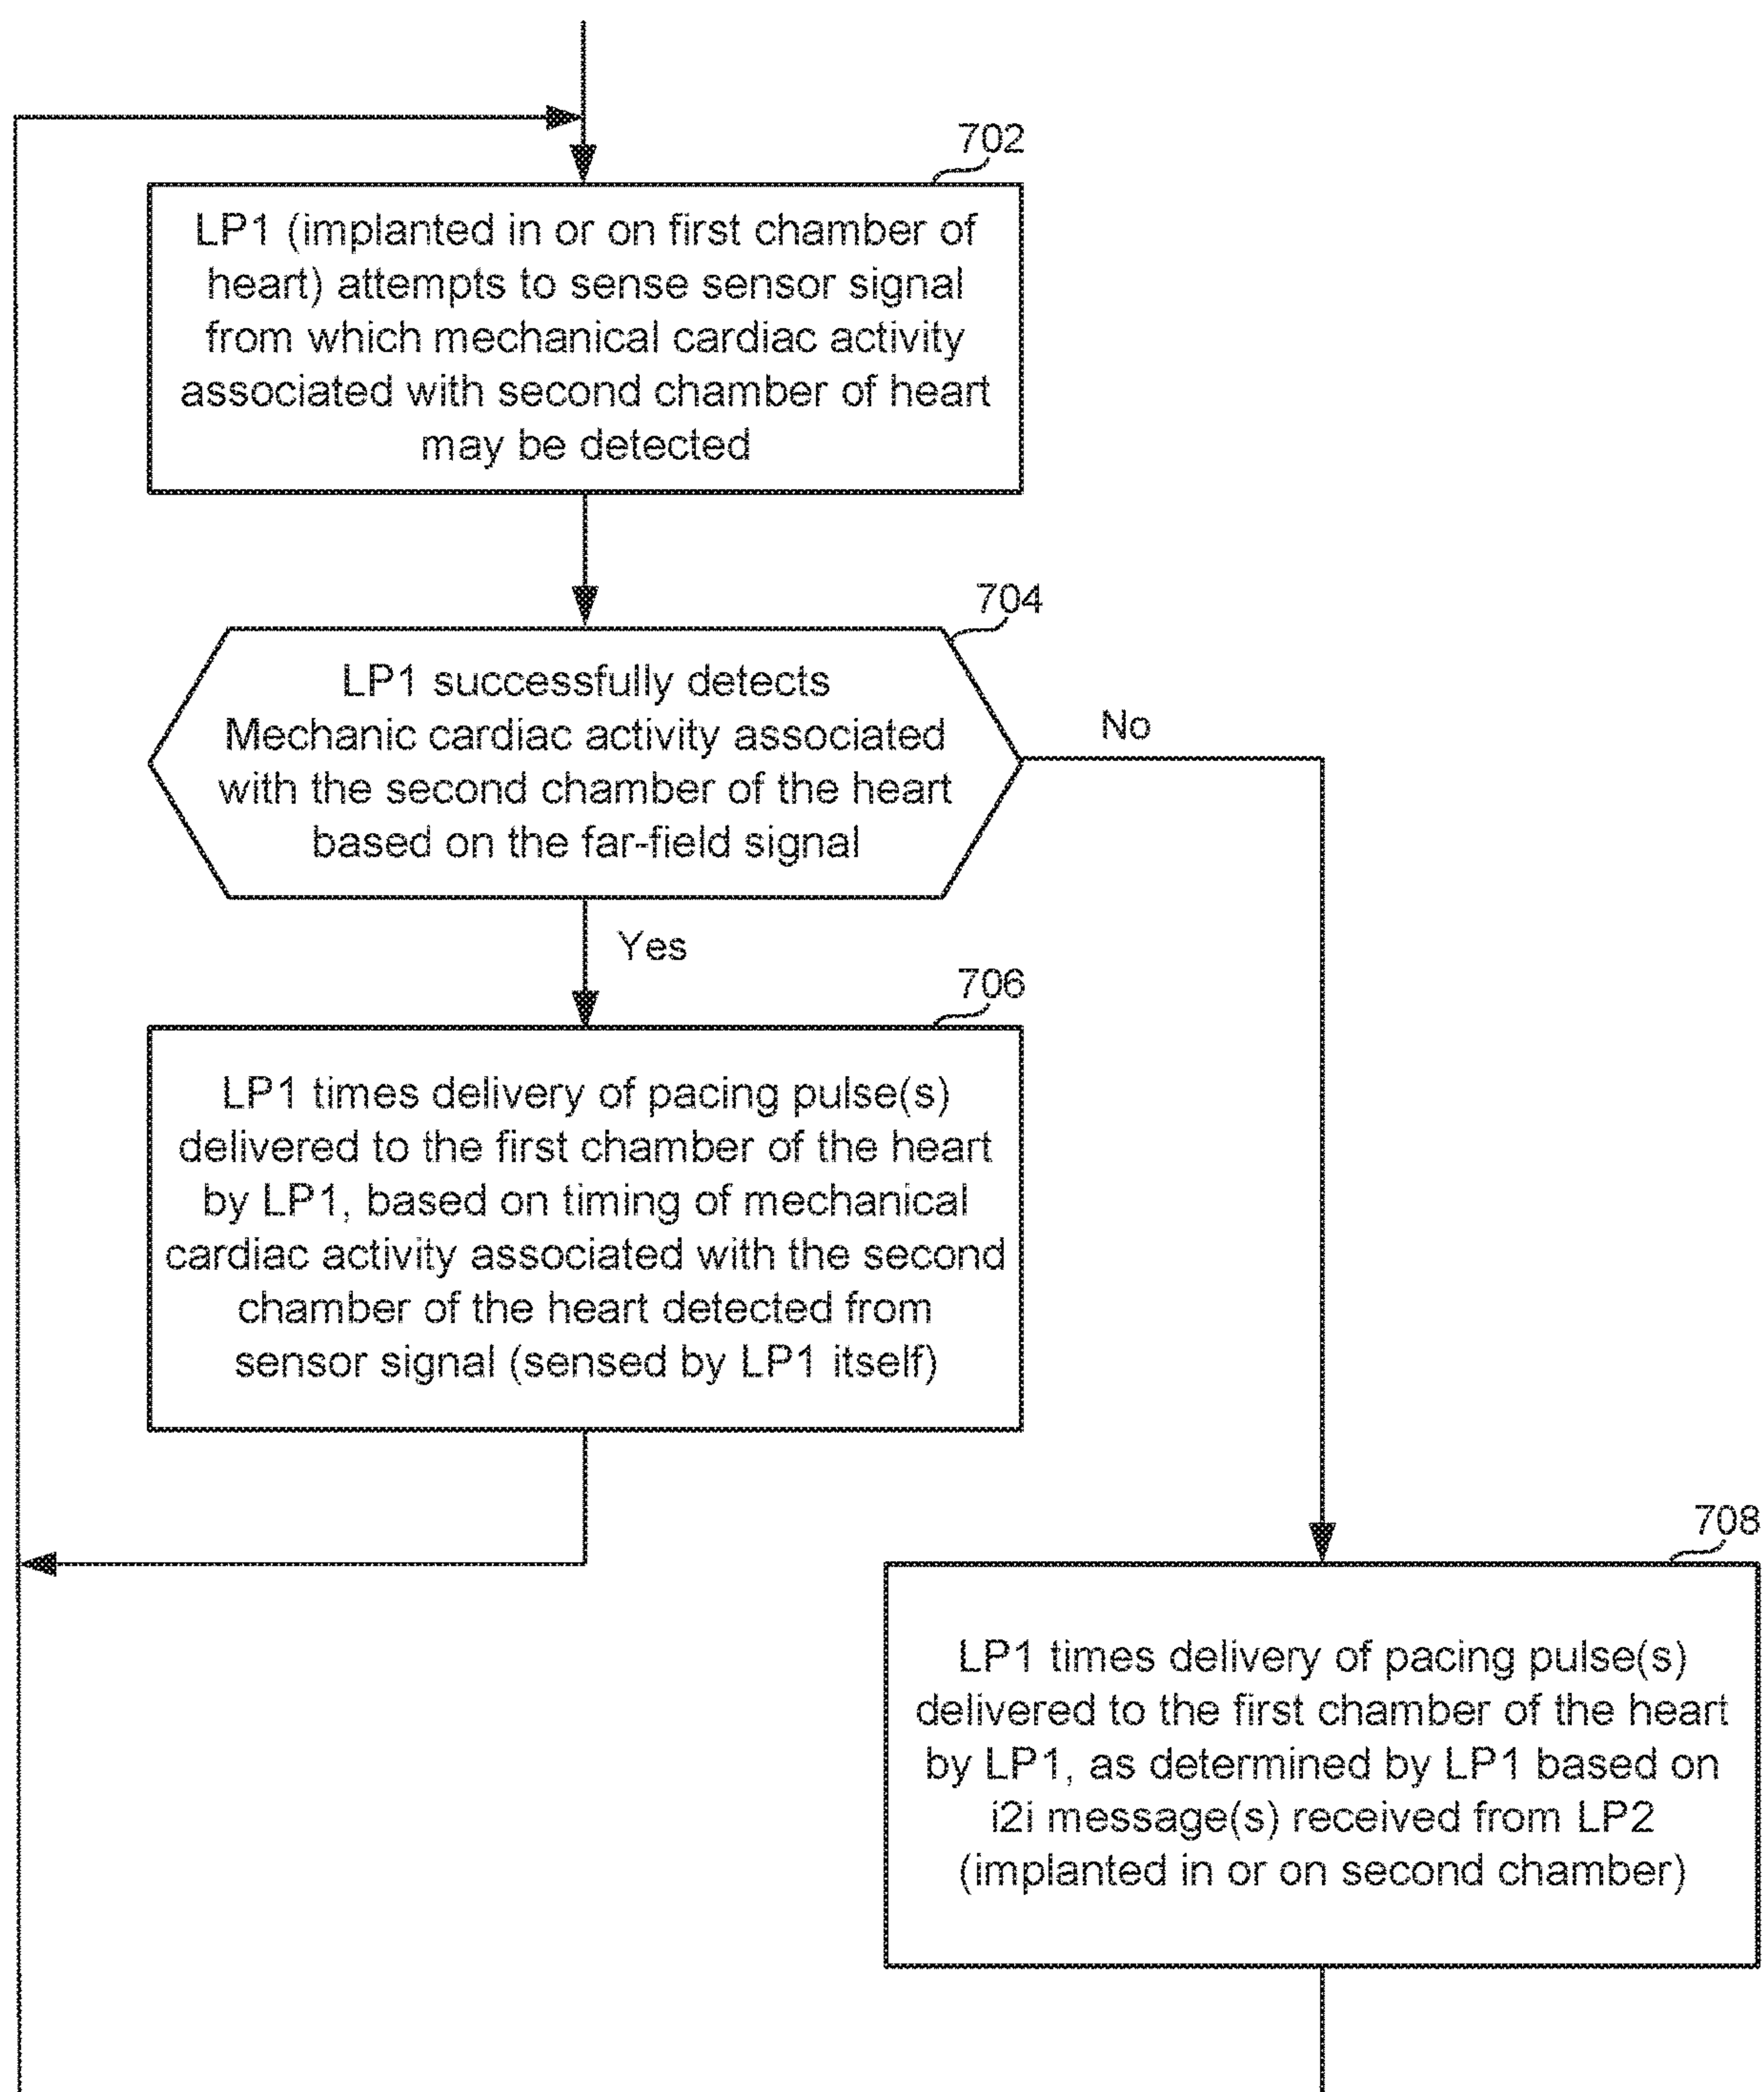 702
LP1 (implanted in or on first chamber of
heart) attempts to sense sensor signal
from which mechanical cardiac activity
associated with second chamber of heart
may be detected
704
LP1 successfully detects
Mechanic cardiac activity associated
with the second chamber of the heart
based on the far-field signal
No
Yes
706
LP1 times delivery of pacing pulse(s)
delivered to the first chamber of the heart
by LP1, based on timing of mechanical
cardiac activity associated with the second
chamber of the heart detected from
sensor signal (sensed by LP1 itself)
708
LP1 times delivery of pacing pulse(s)
delivered to the first chamber of the heart
by LP1, as determined by LP1 based on
i2i message(s) received from LP2
(implanted in or on second chamber)